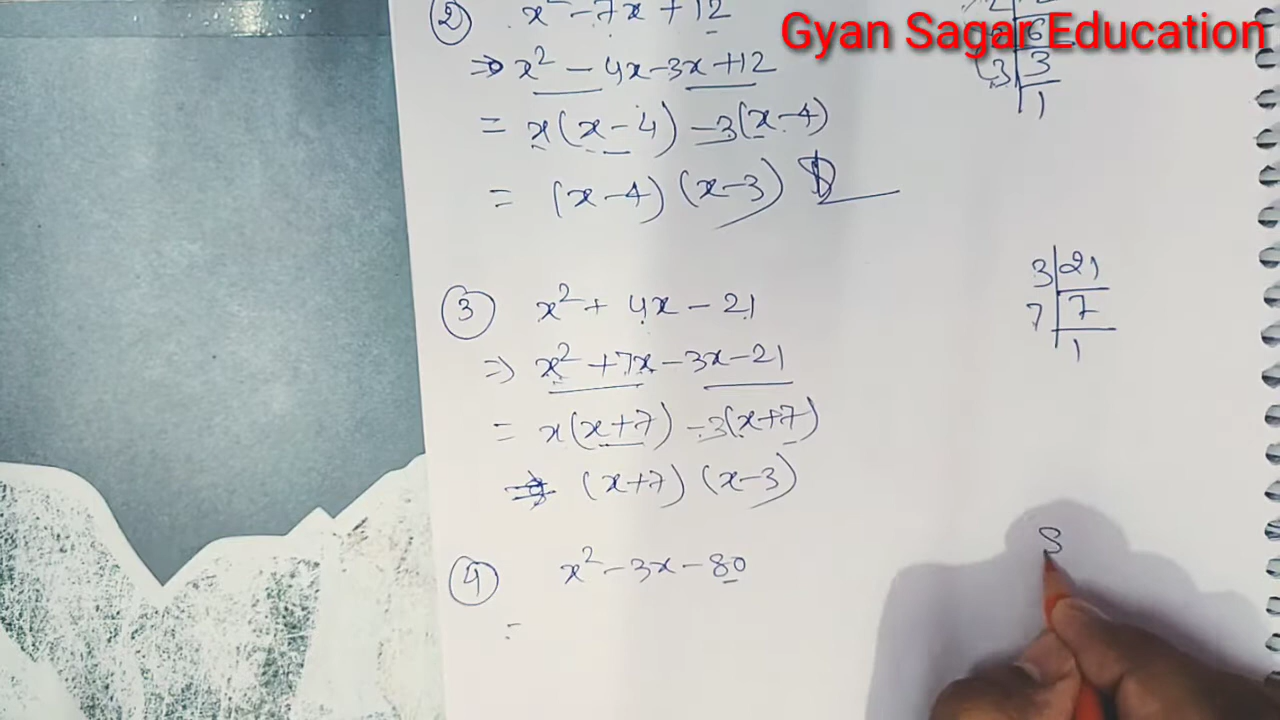 Gyan Sagar Education
② x² - 7x + 12
⇒ x² - 4x - 3x + 12
= x(x - 4) - 3(x - 4)
= (x - 4) (x - 3)
6
3 | 3
1
③ x² + 4x - 21
⇒ x² + 7x - 3x - 21
= x(x + 7) - 3(x + 7)
(x + 7) (x - 3)
3 | 21
7 | 7
1
④ x² - 3x - 80
=